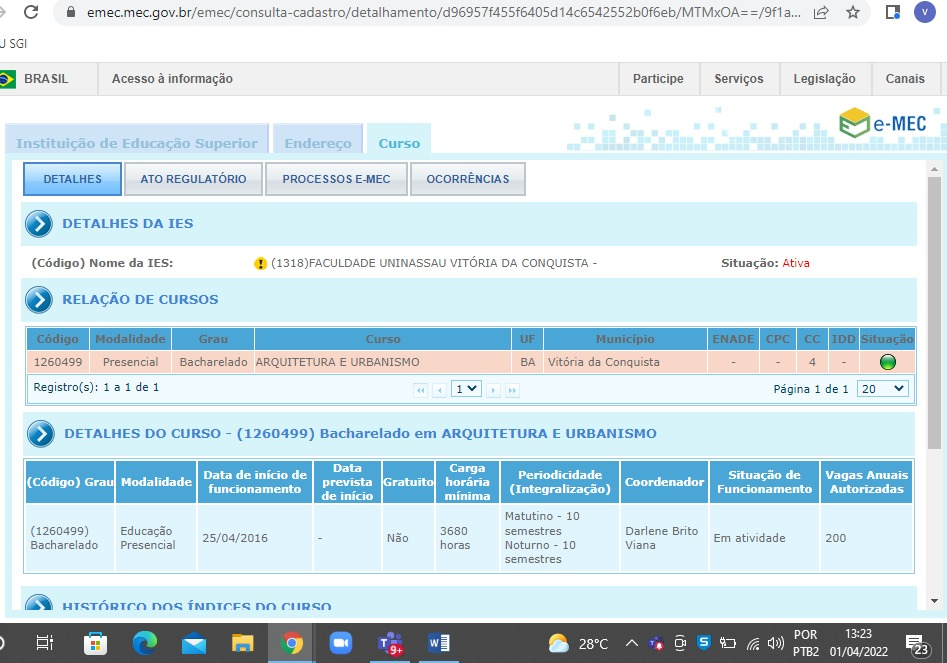 emec.mec.gov.br/emec/consulta-cadastro/detalhamento/d96957f455f6405d14c6542552b0f6eb/MTMxOA==/9f1a...
V
U SGI
BRASIL
Acesso à informação
Participe
Serviços
Legislação
Canais
e-MEC
Instituição de Educação Superior
Endereço
Curso
DETALHES
ATO REGULATÓRIO
PROCESSOS E-MEC
OCORRÊNCIAS
DETALHES DA IES
(Código) Nome da IES: (1318)FACULDADE UNINASSAU VITÓRIA DA CONQUISTA - Situação: Ativa
RELAÇÃO DE CURSOS
Código Modalidade Grau Curso UF Município ENADE CPC CC IDD Situação
1260499 Presencial Bacharelado ARQUITETURA E URBANISMO BA Vitória da Conquista - - 4 -
Registro(s): 1 a 1 de 1 1 Página 1 de 1 20
DETALHES DO CURSO - (1260499) Bacharelado em ARQUITETURA E URBANISMO
(Código) Grau
Modalidade
Data de início de
funcionamento
Data
prevista
de início
Gratuito
Carga
horária
mínima
Periodicidade
(Integralização)
Coordenador
Situação de
Funcionamento
Vagas Anuais
Autorizadas
(1260499)
Bacharelado
Educação
Presencial
25/04/2016
-
Não
3680
horas
Matutino - 10
semestres
Noturno - 10
semestres
Darlene Brito
Viana
Em atividade
200
HISTÓRICO DOS ÍNDICES DO CURSO
9+
28°C
POR
PTB2
13:23
01/04/2022
23